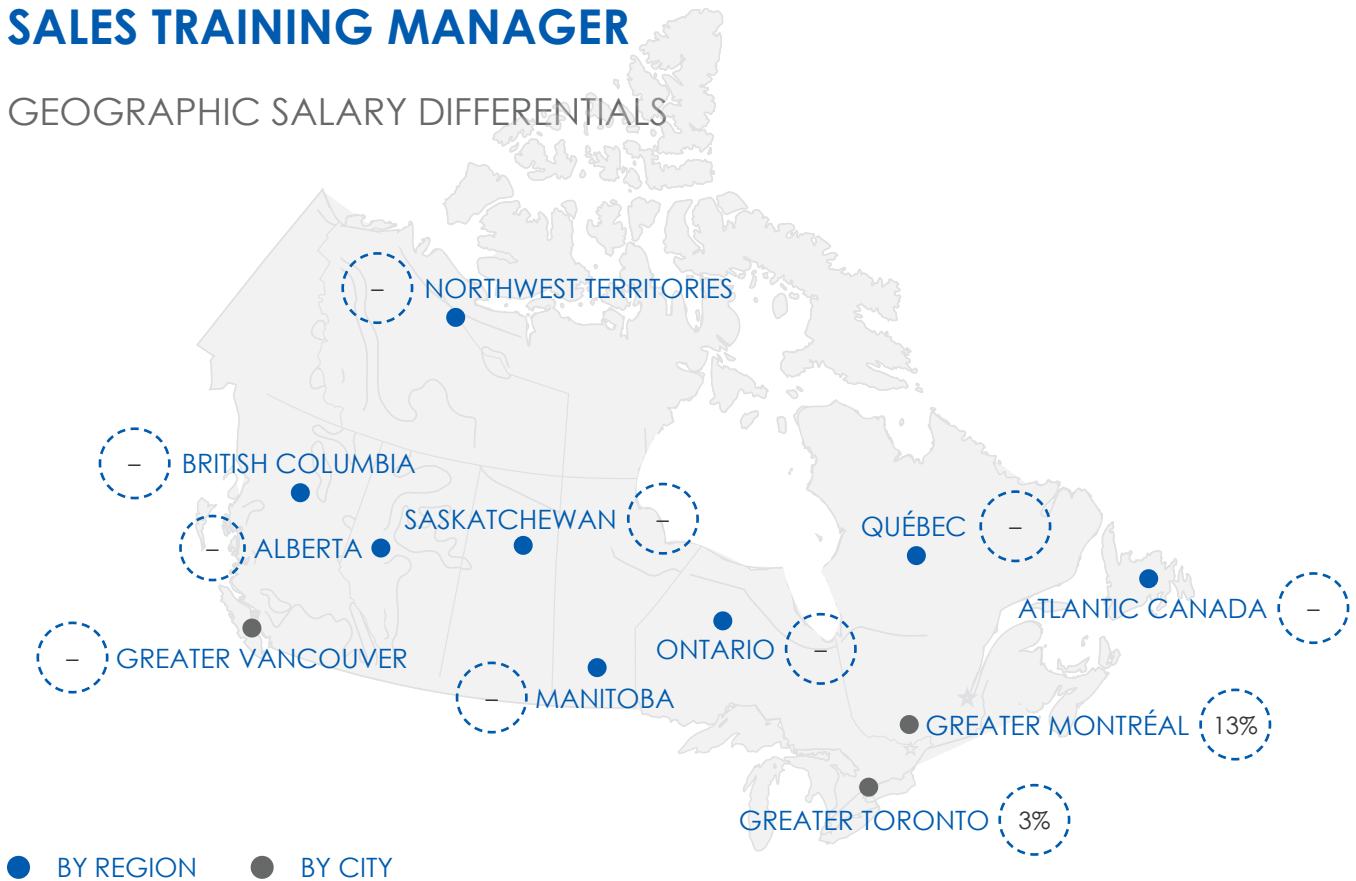 SALES TRAINING MANAGER
GEOGRAPHIC SALARY DIFFERENTIALS
– NORTHWEST TERRITORIES
– BRITISH COLUMBIA
SASKATCHEWAN –
QUÉBEC –
– ALBERTA
ATLANTIC CANADA –
ONTARIO –
– GREATER VANCOUVER
– MANITOBA
GREATER MONTRÉAL 13%
GREATER TORONTO 3%
BY REGION BY CITY